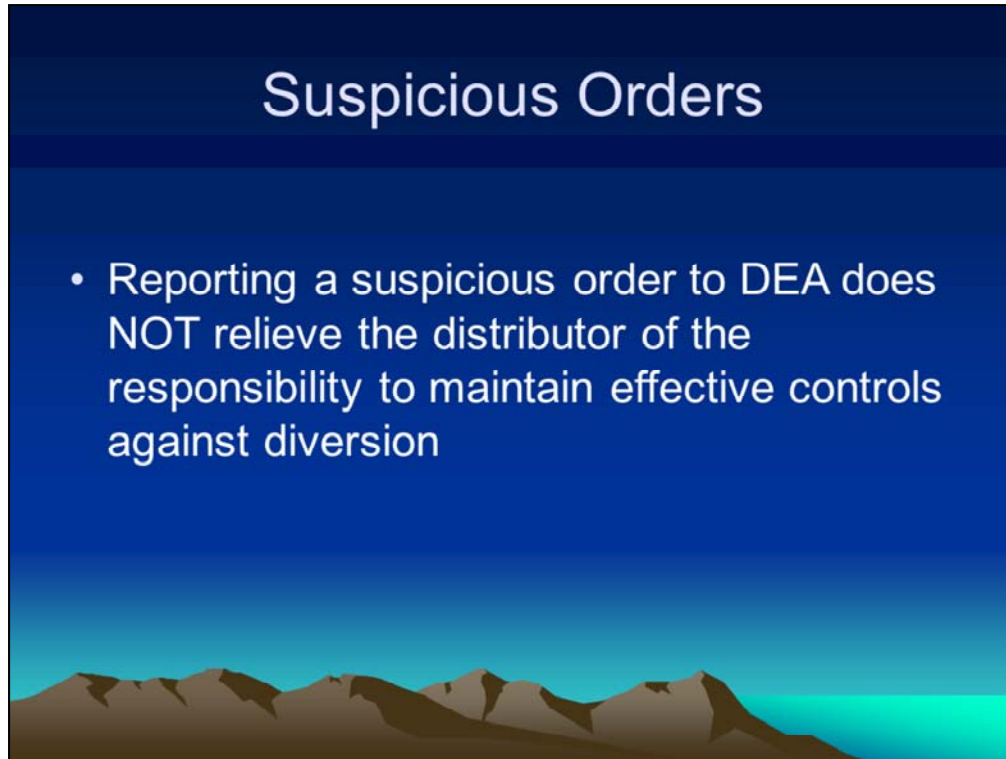 Suspicious Orders
• Reporting a suspicious order to DEA does
NOT relieve the distributor of the
responsibility to maintain effective controls
against diversion